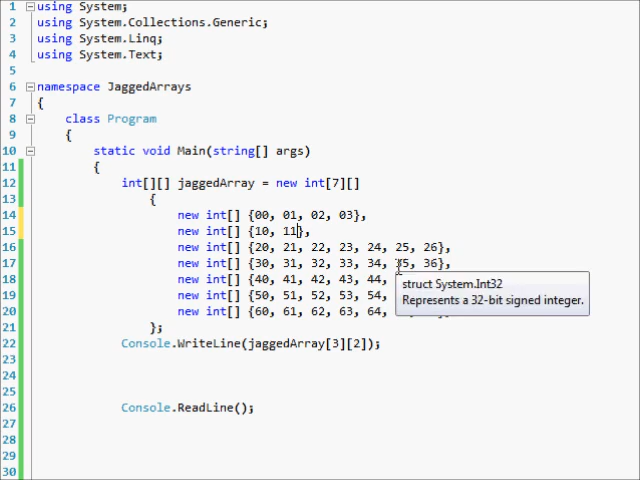 1 using System;
2 using System.Collections.Generic;
3 using System.Linq;
4 using System.Text;
5
6 namespace JaggedArrays
7 {
8 class Program
9 {
10 static void Main(string[] args)
11 {
12 int[][] jaggedArray = new int[7][]
13 {
14 new int[] {00, 01, 02, 03},
15 new int[] {10, 11},
16 new int[] {20, 21, 22, 23, 24, 25, 26},
17 new int[] {30, 31, 32, 33, 34, 35, 36},
18 new int[] {40, 41, 42, 43, 44,
struct System.Int32
19 new int[] {50, 51, 52, 53, 54,
Represents a 32-bit signed integer.
20 new int[] {60, 61, 62, 63, 64,
21 };
22 Console.WriteLine(jaggedArray[3][2]);
23
24
25
26 Console.ReadLine();
27
28
29
30